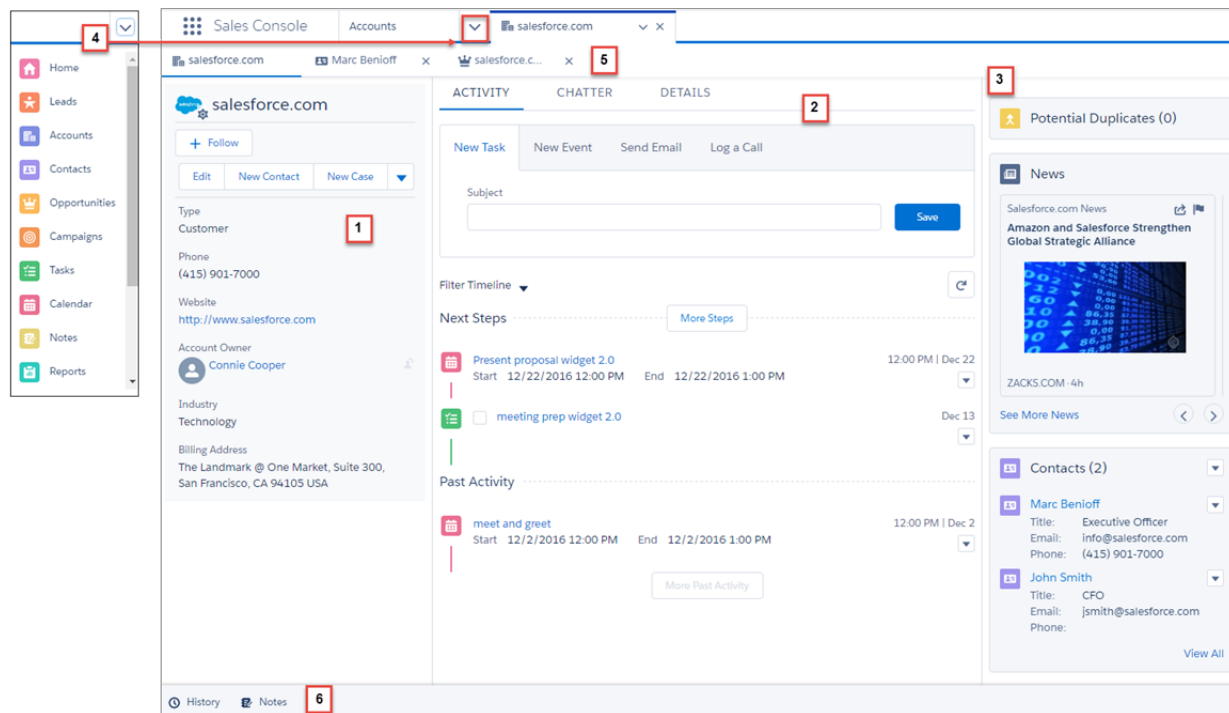 4
Home
Leads
Accounts
Contacts
Opportunities
Campaigns
Tasks
Calendar
Notes
Reports
Sales Console
Accounts
salesforce.com
salesforce.com
Marc Benioff
salesforce.c...
5
salesforce.com
+ Follow
Edit New Contact New Case
1
Type
Customer
Phone
(415) 901-7000
Website
http://www.salesforce.com
Account Owner
Connie Cooper
Industry
Technology
Billing Address
The Landmark @ One Market, Suite 300,
San Francisco, CA 94105 USA
ACTIVITY CHATTER DETAILS
2
New Task New Event Send Email Log a Call
Subject
Save
Filter Timeline
Next Steps
More Steps
Present proposal widget 2.0
12:00 PM | Dec 22
Start 12/22/2016 12:00 PM End 12/22/2016 1:00 PM
meeting prep widget 2.0
Dec 13
Past Activity
meet and greet
12:00 PM | Dec 2
Start 12/2/2016 12:00 PM End 12/2/2016 1:00 PM
More Past Activity
3
Potential Duplicates (0)
News
Salesforce.com News
Amazon and Salesforce Strengthen
Global Strategic Alliance
ZACKS.COM · 4h
See More News
Contacts (2)
Marc Benioff
Title: Executive Officer
Email: info@salesforce.com
Phone: (415) 901-7000
John Smith
Title: CFO
Email: jsmith@salesforce.com
Phone:
View All
History Notes
6